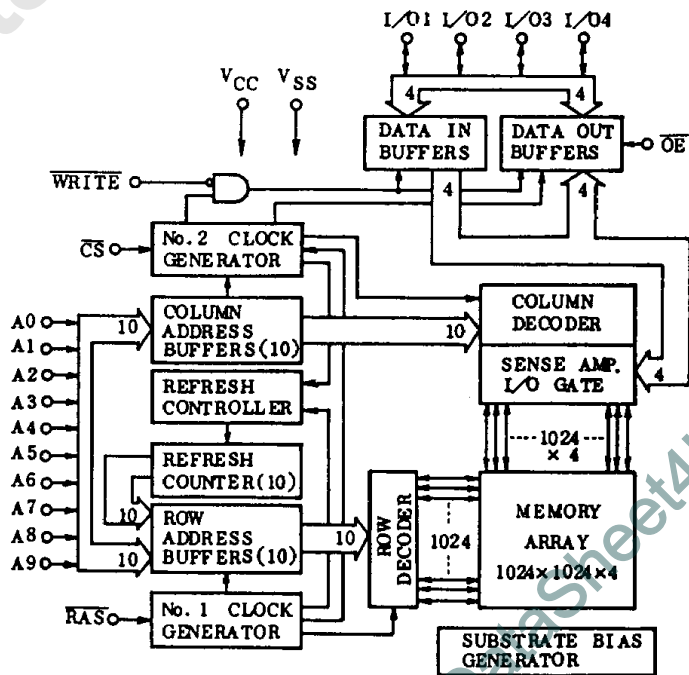 I/O1 I/O2 I/O3 I/O4
VCC VSS
4
DATA IN
BUFFERS
DATA OUT
BUFFERS
OE
WRITE
4
CS
No.2 CLOCK
GENERATOR
A0
A1
A2
A3
A4
A5
A6
A7
A8
A9
10
COLUMN
ADDRESS
BUFFERS(10)
10
COLUMN
DECODER
SENSE AMP.
I/O GATE
4
REFRESH
CONTROLLER
1024
× 4
REFRESH
COUNTER(10)
10
10
ROW
ADDRESS
BUFFERS(10)
10
ROW
DECODER
1024
MEMORY
ARRAY
1024×1024×4
RAS
No.1 CLOCK
GENERATOR
SUBSTRATE BIAS
GENERATOR
DataSheet4